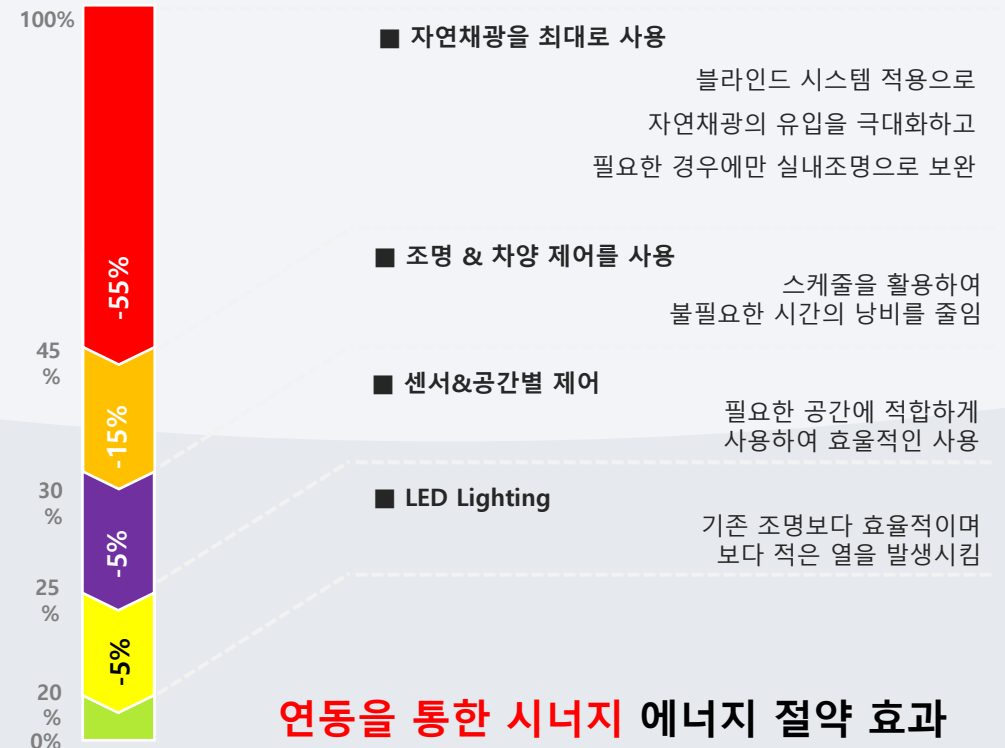 100%
■ 자연채광을 최대로 사용
블라인드 시스템 적용으로
자연채광의 유입을 극대화하고
필요한 경우에만 실내조명으로 보완
-55%
■ 조명 & 차양 제어를 사용
스케줄을 활용하여
불필요한 시간의 낭비를 줄임
45
%
-15%
■ 센서&공간별 제어
필요한 공간에 적합하게
사용하여 효울적인 사용
30
%
-5%
■ LED Lighting
기존 조명보다 효율적이며
보다 적은 열을 발생시킴
25
%
-5%
20
%
0%
연동을 통한 시너지 에너지 절약 효과